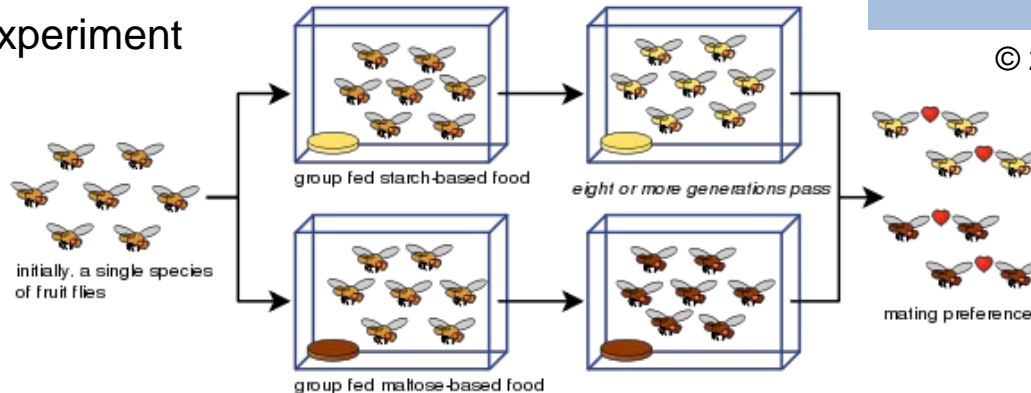 xperiment
© 2
group fed starch-based food
eight or more generations pass
initially, a single species
of fruit flies
mating preference
group fed maltose-based food